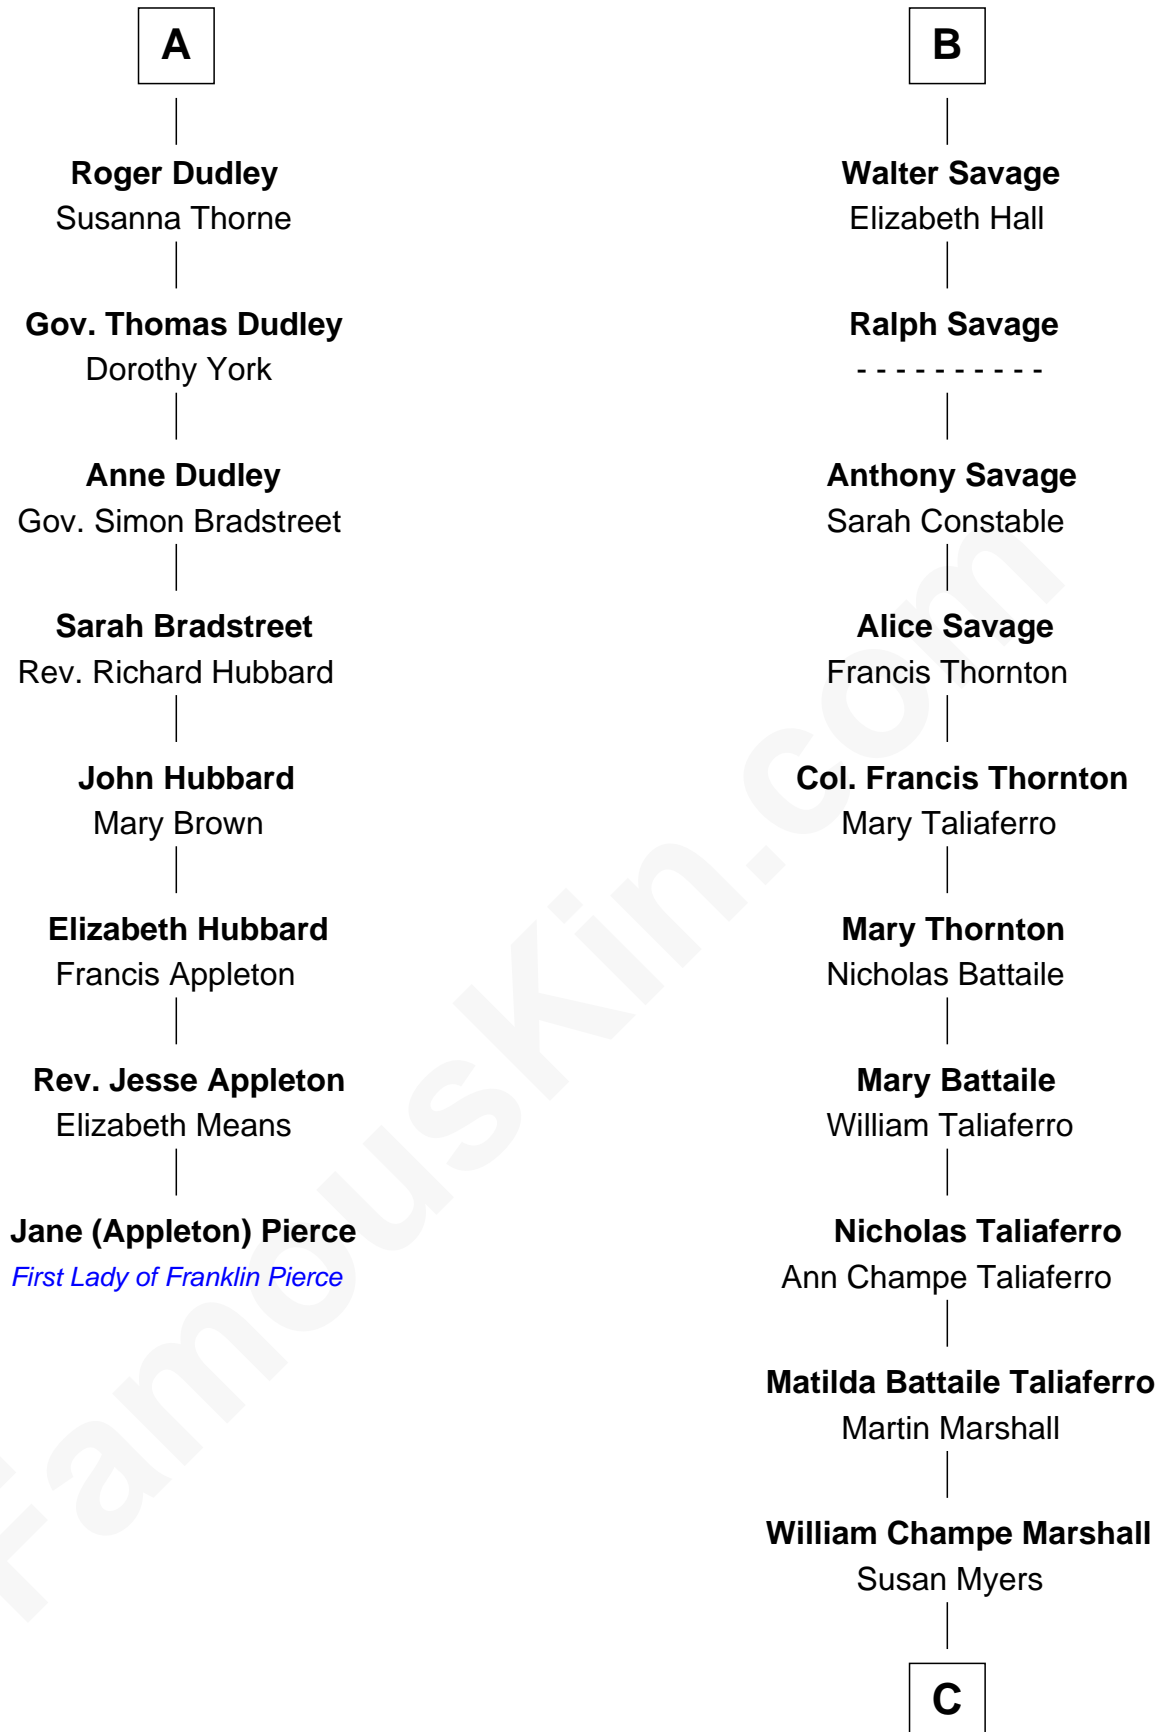 A
Roger Dudley
Susanna Thorne
Gov. Thomas Dudley
Dorothy York
Anne Dudley
Gov. Simon Bradstreet
Sarah Bradstreet
Rev. Richard Hubbard
John Hubbard
Mary Brown
Elizabeth Hubbard
Francis Appleton
Rev. Jesse Appleton
Elizabeth Means
Jane (Appleton) Pierce
First Lady of Franklin Pierce
B
Walter Savage
Elizabeth Hall
Ralph Savage
- - - - - - - - - -
Anthony Savage
Sarah Constable
Alice Savage
Francis Thornton
Col. Francis Thornton
Mary Taliaferro
Mary Thornton
Nicholas Battaile
Mary Battaile
William Taliaferro
Nicholas Taliaferro
Ann Champe Taliaferro
Matilda Battaile Taliaferro
Martin Marshall
William Champe Marshall
Susan Myers
C
FamousKin.com